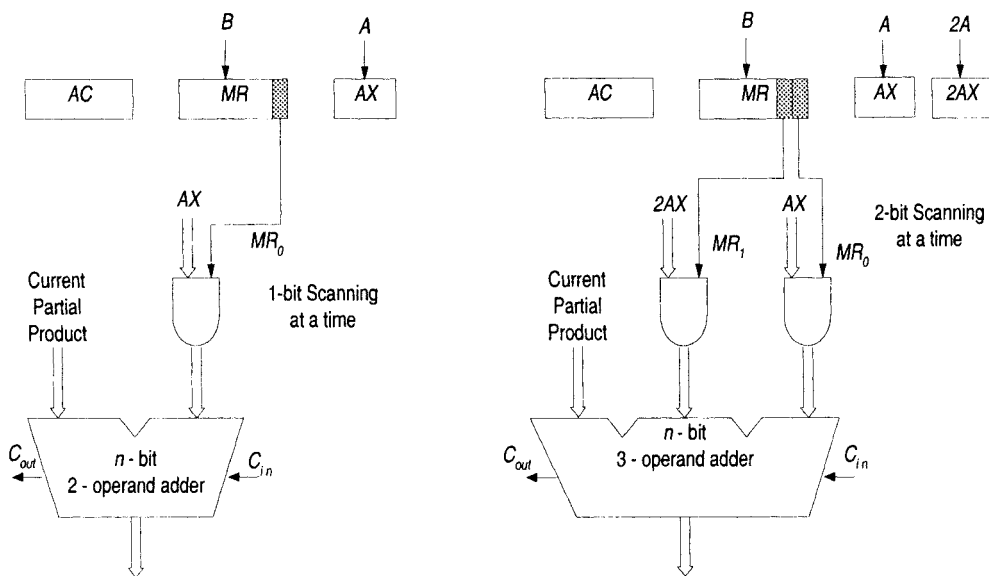 B
A
AC
MR
AX
AX
MR0
1-bit Scanning
at a time
Current
Partial
Product
n - bit
2 - operand adder
Cout
Cin
B
A
2A
AC
MR
AX
2AX
2AX
AX
2-bit Scanning
at a time
MR1
MR0
Current
Partial
Product
n - bit
3 - operand adder
Cout
Cin